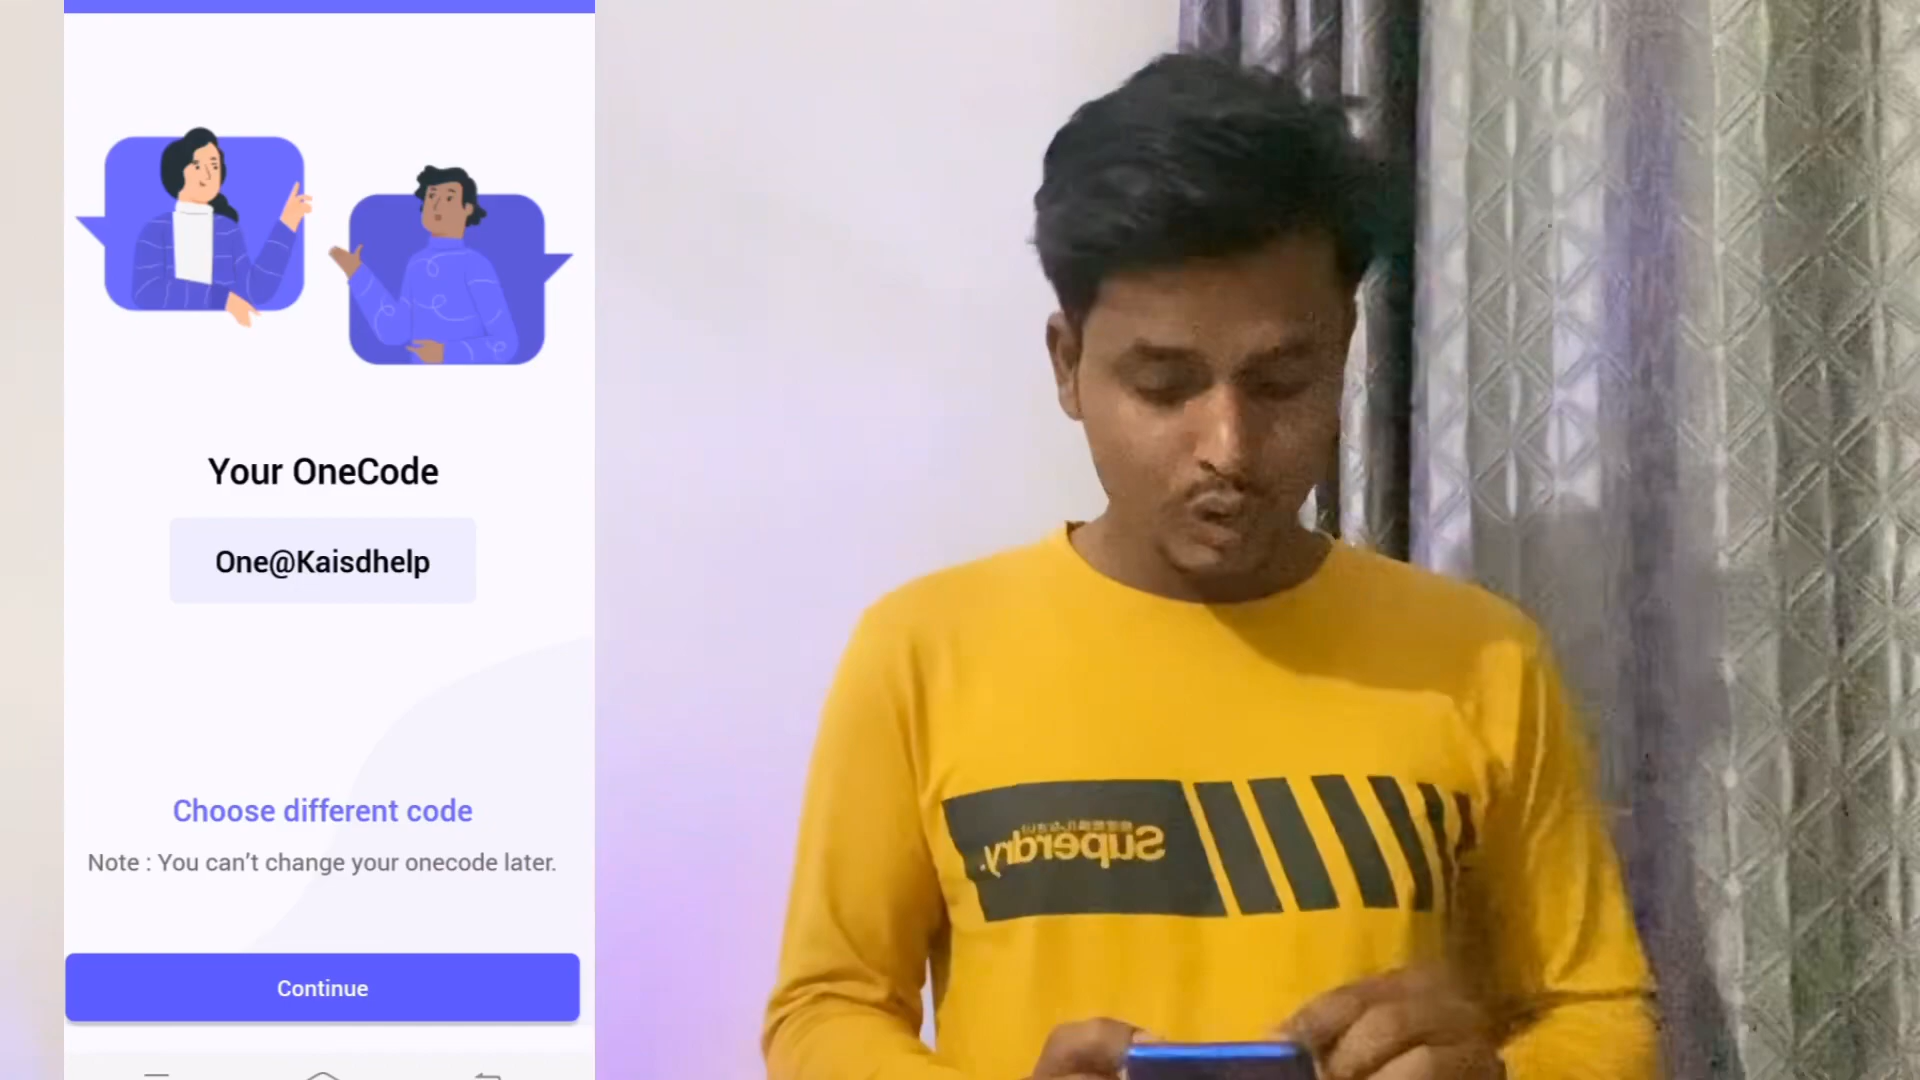 Your OneCode
One@Kaisdhelp
Choose different code
Note : You can't change your onecode later.
Continue
Superdry.